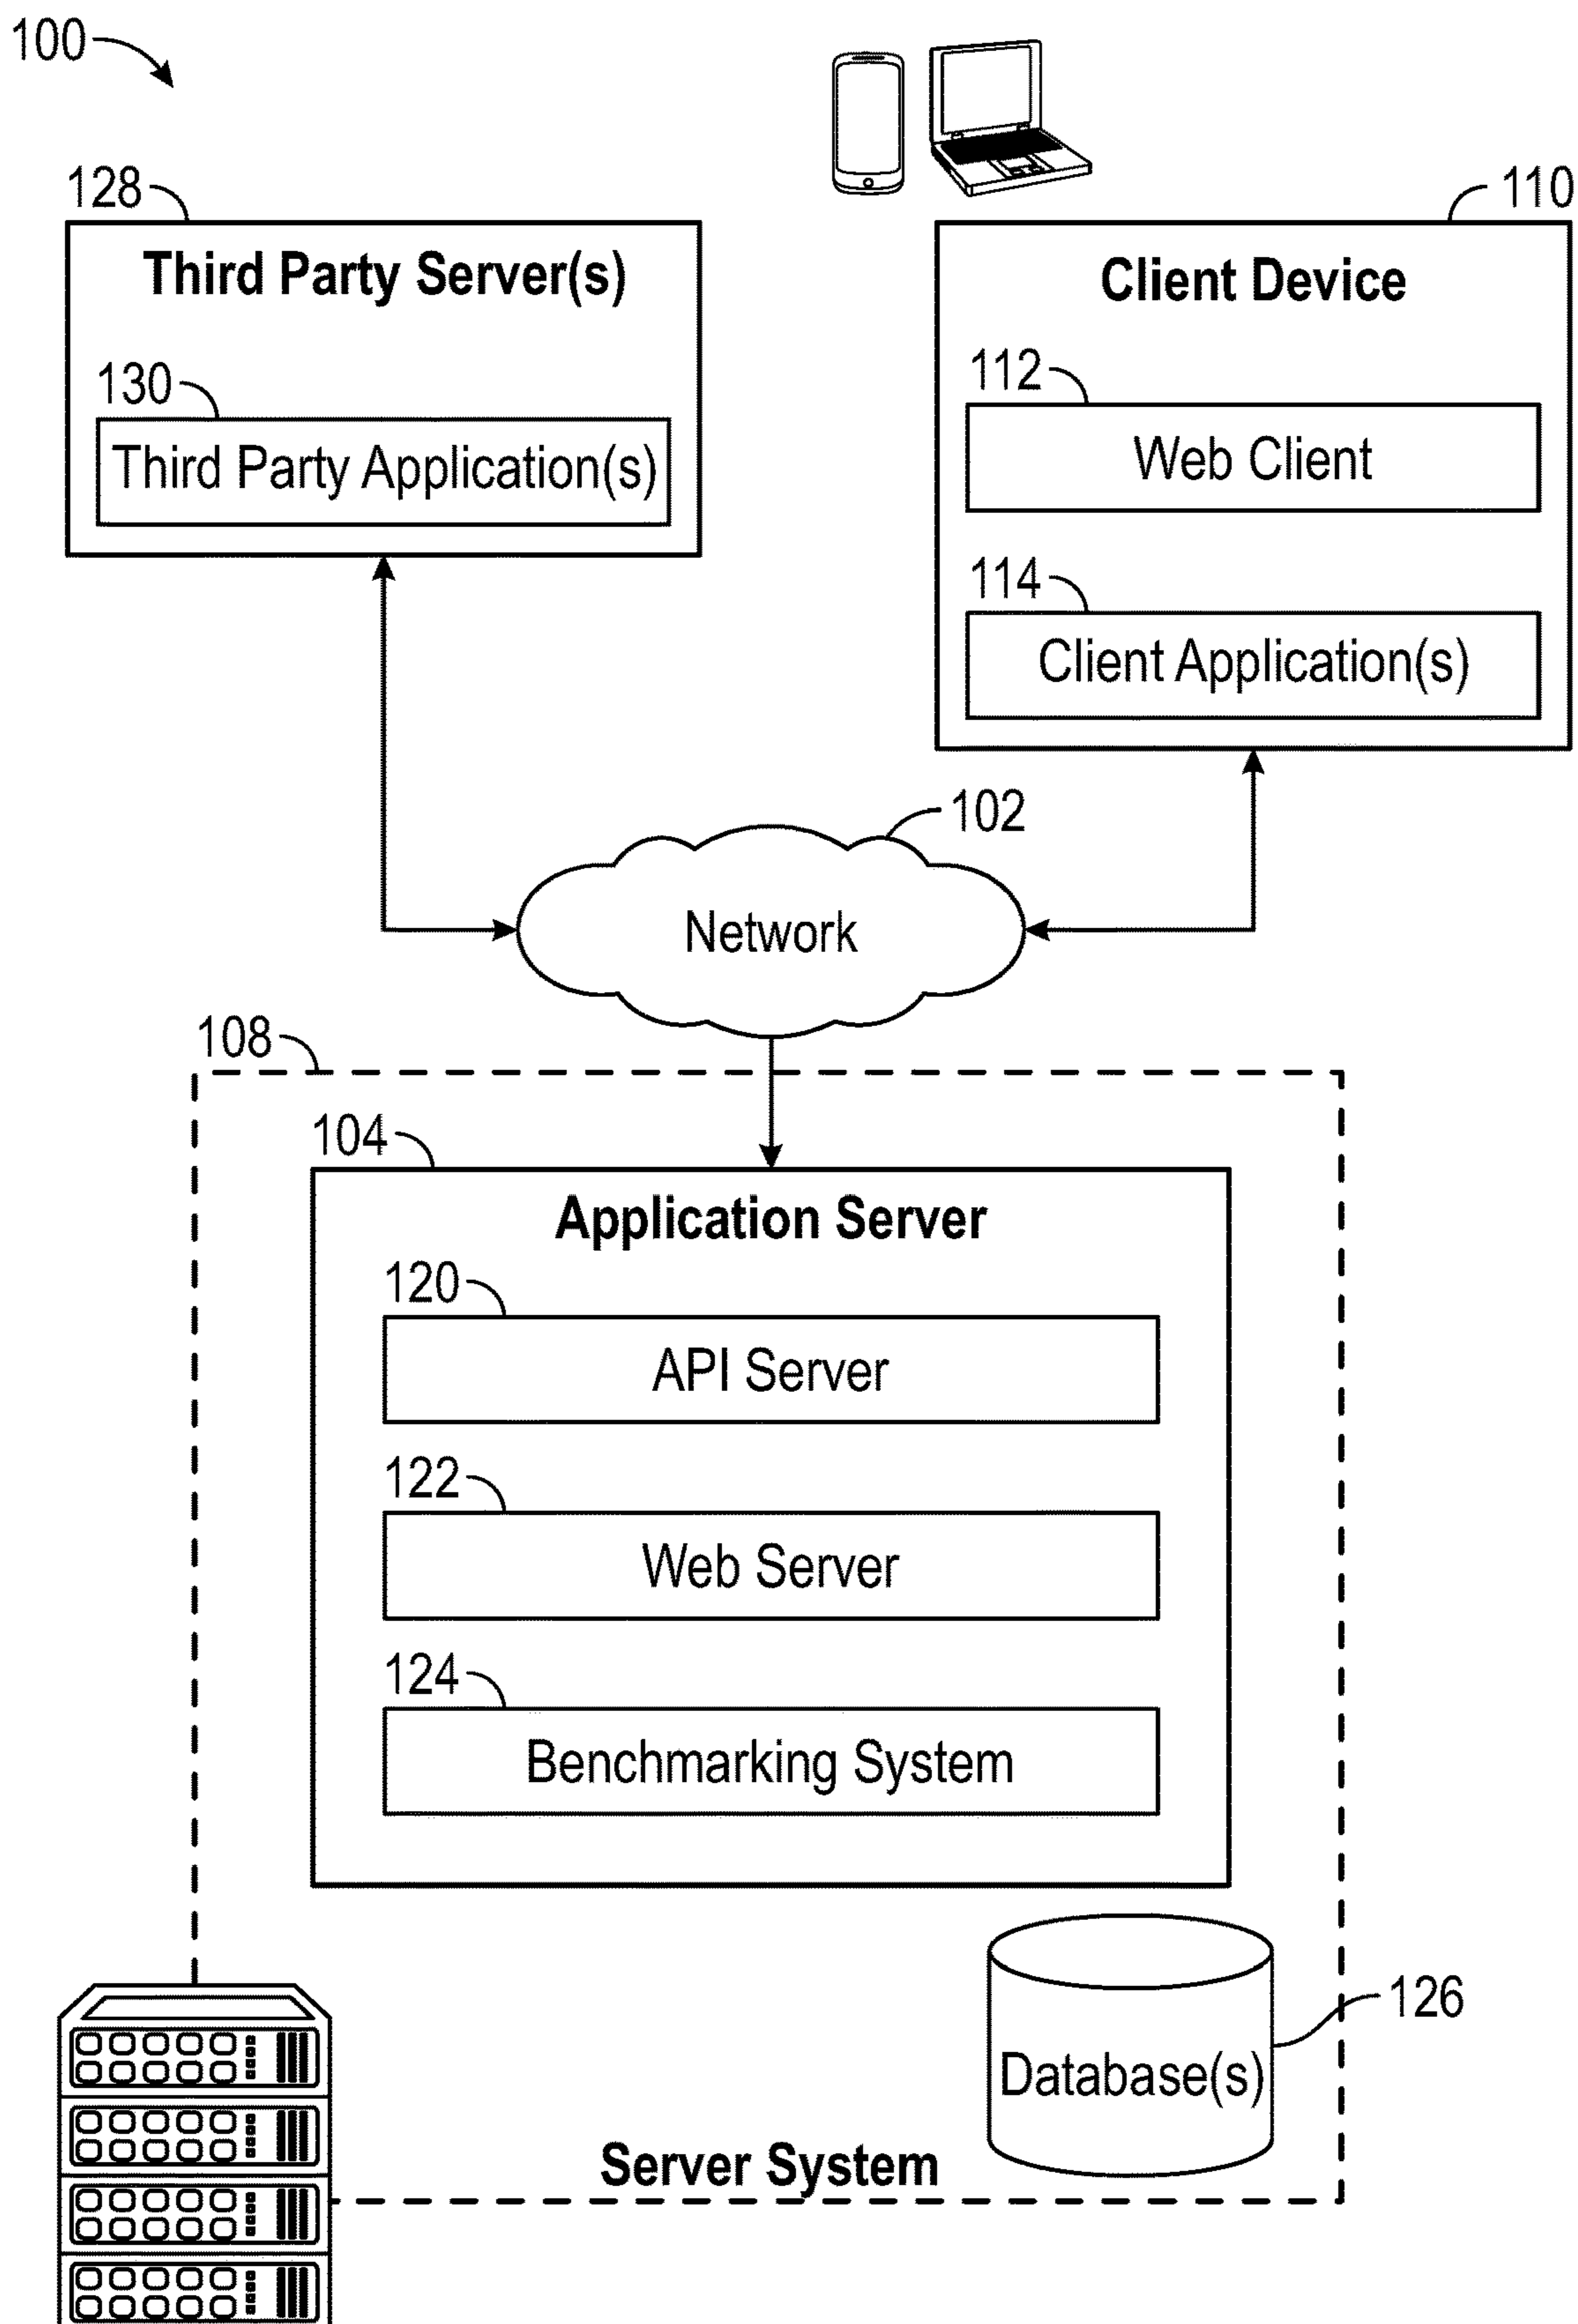 100
128
110
Third Party Server(s)
Client Device
130
112
Third Party Application(s)
Web Client
114
Client Application(s)
102
Network
108
104
Application Server
120
API Server
122
Web Server
124
Benchmarking System
126
Database(s)
Server System